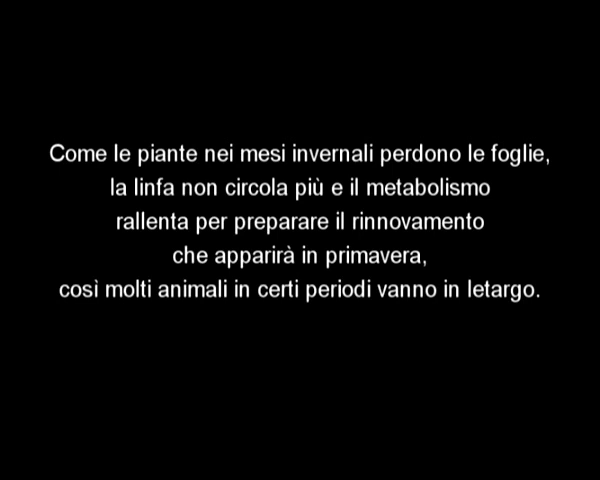 Come le piante nei mesi invernali perdono le foglie,
la linfa non circola più e il metabolismo
rallenta per preparare il rinnovamento
che apparirà in primavera,
così molti animali in certi periodi vanno in letargo.